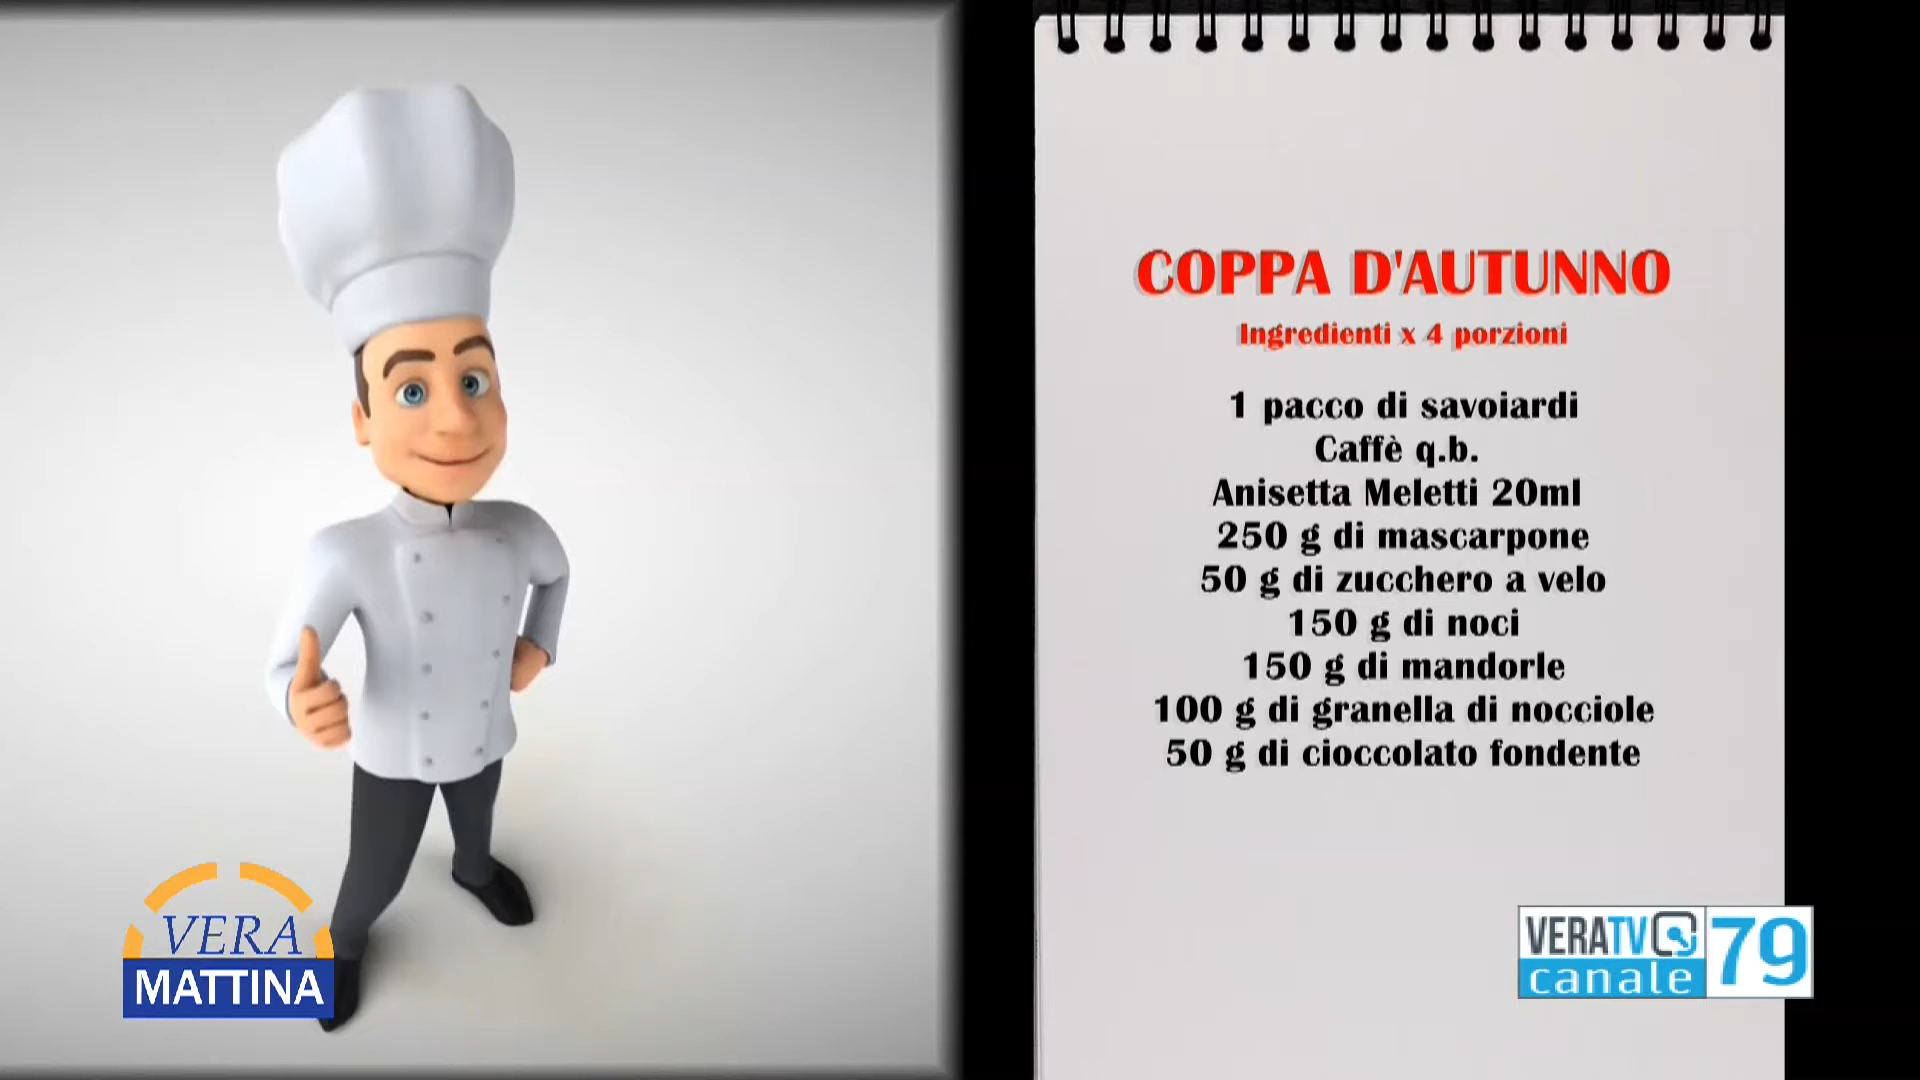 COPPA D'AUTUNNO
Ingredienti x 4 porzioni
1 pacco di savoiardi
Caffè q.b.
Anisetta Meletti 20ml
250 g di mascarpone
50 g di zucchero a velo
150 g di noci
150 g di mandorle
100 g di granella di nocciole
50 g di cioccolato fondente
VERA
MATTINA
VERATV
canale 79